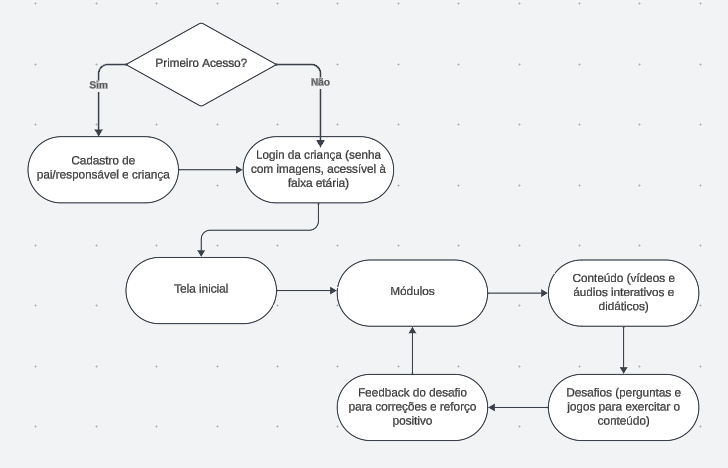 Primeiro Acesso?
Sim
Não
Cadastro de
pai/responsável e criança
Login da criança (senha
com imagens, acessível à
faixa etária)
Tela inicial
Módulos
Conteúdo (vídeos e
áudios interativos e
didáticos)
Feedback do desafio
para correções e reforço
positivo
Desafios (perguntas e
jogos para exercitar o
conteúdo)